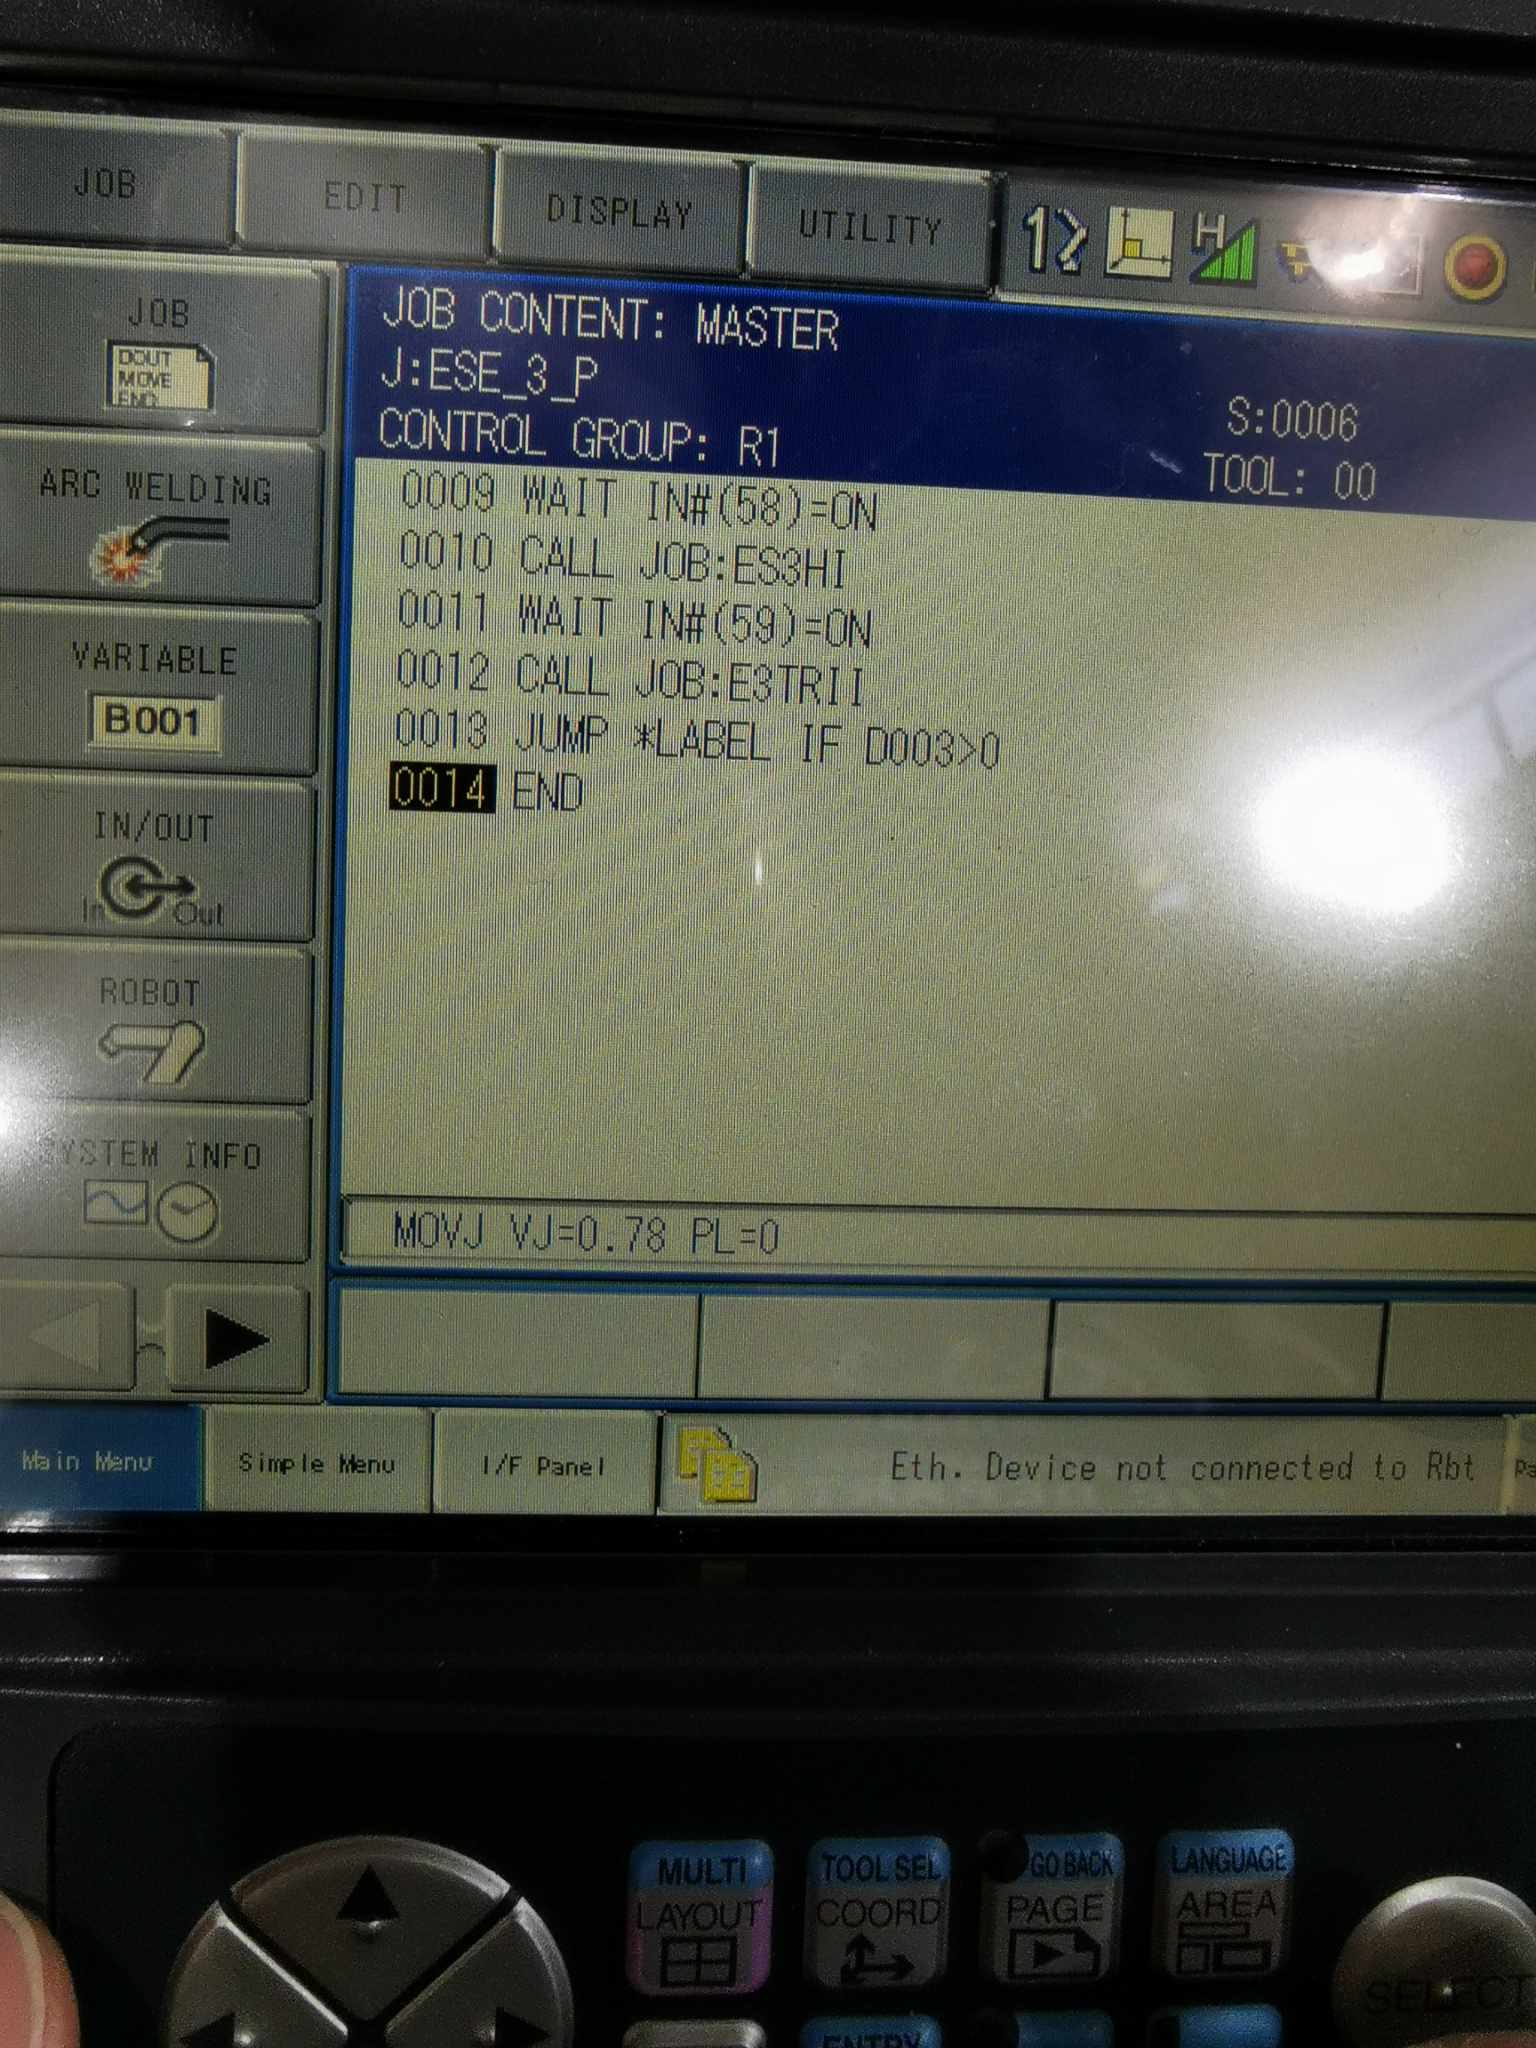 JOB
EDIT
DISPLAY
UTILITY
1
H
JOB
DOUT
MOVE
END
ARC WELDING
VARIABLE
B001
IN/OUT
In
Out
ROBOT
SYSTEM INFO
JOB CONTENT: MASTER
J:ESE_3_P
S:0006
CONTROL GROUP: R1
TOOL: 00
0009 WAIT IN#(58)=ON
0010 CALL JOB:ES3HI
0011 WAIT IN#(59)=ON
0012 CALL JOB:E3TRII
0013 JUMP *LABEL IF D003>0
0014 END
MOVJ VJ=0.78 PL=0
Main Menu
Simple Menu
I/F Panel
Eth. Device not connected to Rbt
MULTI
LAYOUT
TOOL SEL
COORD
GO BACK
PAGE
LANGUAGE
AREA
SELECT
ENTRY